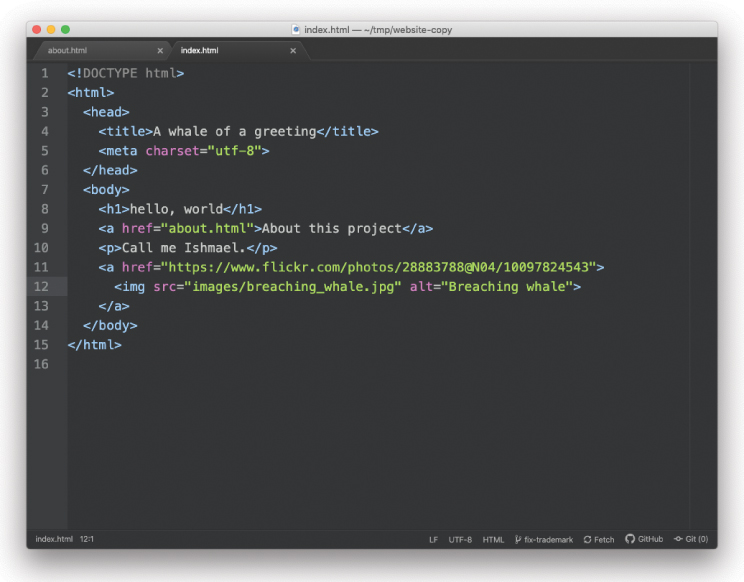 index.html — ~/tmp/website-copy
about.html × index.html ×
1 <!DOCTYPE html>
2 <html>
3   <head>
4     <title>A whale of a greeting</title>
5     <meta charset="utf-8">
6   </head>
7   <body>
8     <h1>hello, world</h1>
9     <a href="about.html">About this project</a>
10     <p>Call me Ishmael.</p>
11     <a href="https://www.flickr.com/photos/28883788@N04/10097824543">
12       <img src="images/breaching_whale.jpg" alt="Breaching whale">
13     </a>
14   </body>
15 </html>
16
index.html 12:1 LF UTF-8 HTML fix-trademark Fetch GitHub Git (0)